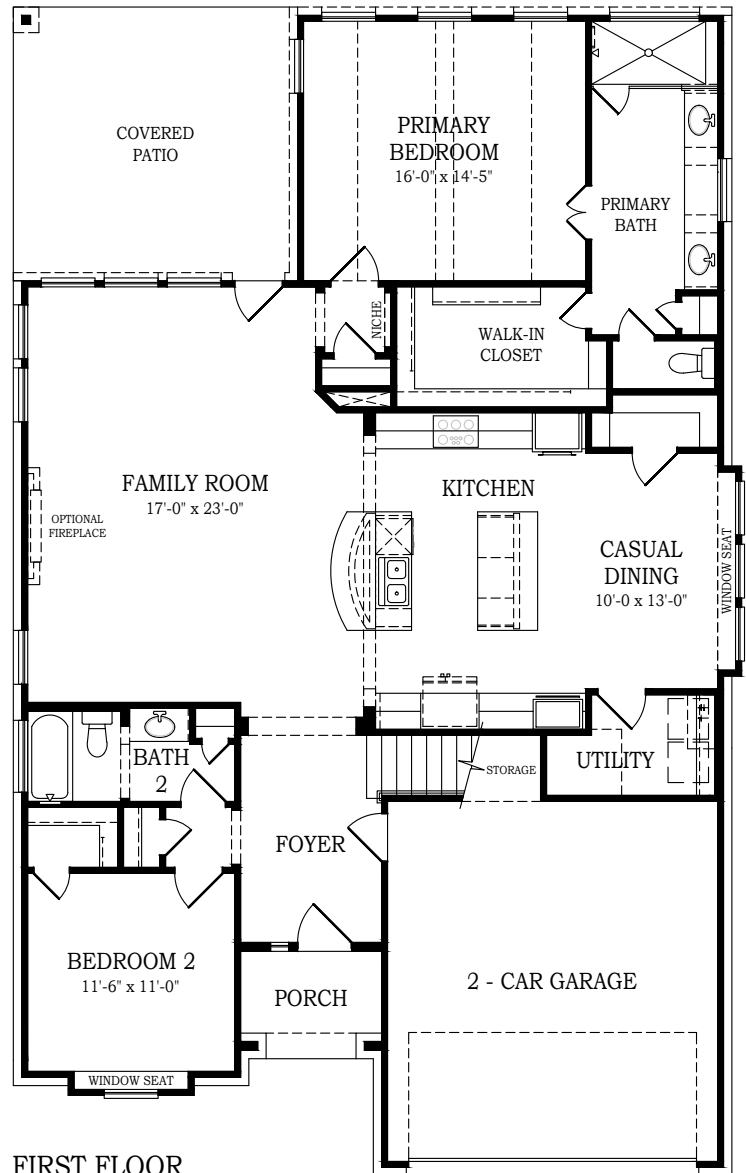 COVERED
PATIO
PRIMARY
BEDROOM
16'-0" x 14'-5"
PRIMARY
BATH
NICHE
WALK-IN
CLOSET
FAMILY ROOM
17'-0" x 23'-0"
OPTIONAL
FIREPLACE
KITCHEN
CASUAL
DINING
10'-0 x 13'-0"
WINDOW SEAT
BATH
2
STORAGE
UTILITY
FOYER
BEDROOM 2
11'-6" x 11'-0"
PORCH
2 - CAR GARAGE
WINDOW SEAT
FIRST FLOOR